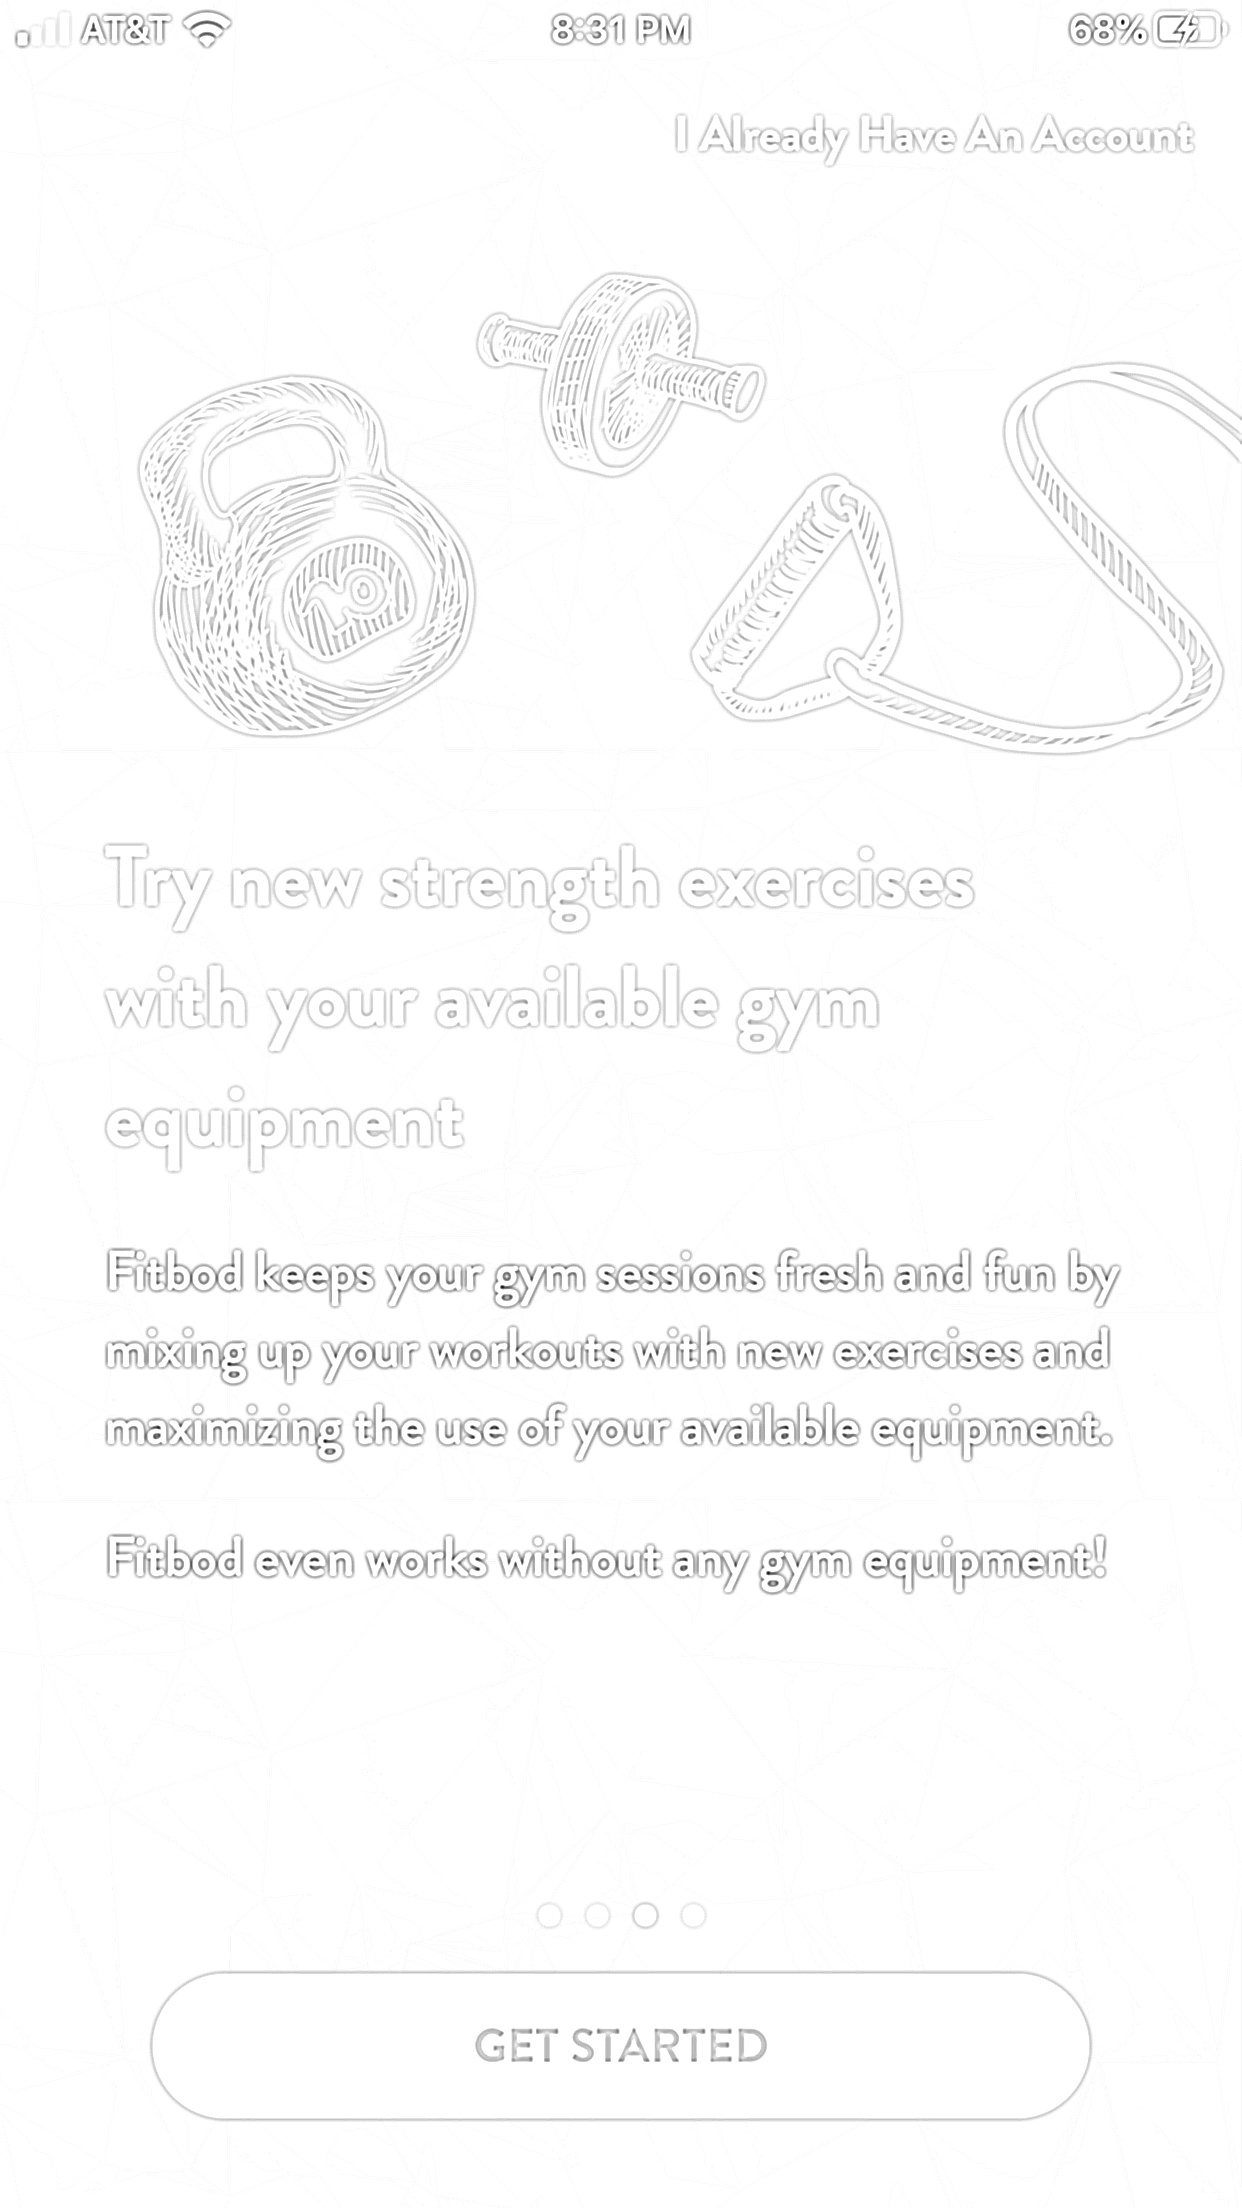 AT&T 8:31 PM 68%
I Already Have An Account
20
Try new strength exercises
with your available gym
equipment
Fitbod keeps your gym sessions fresh and fun by
mixing up your workouts with new exercises and
maximizing the use of your available equipment.
Fitbod even works without any gym equipment!
GET STARTED